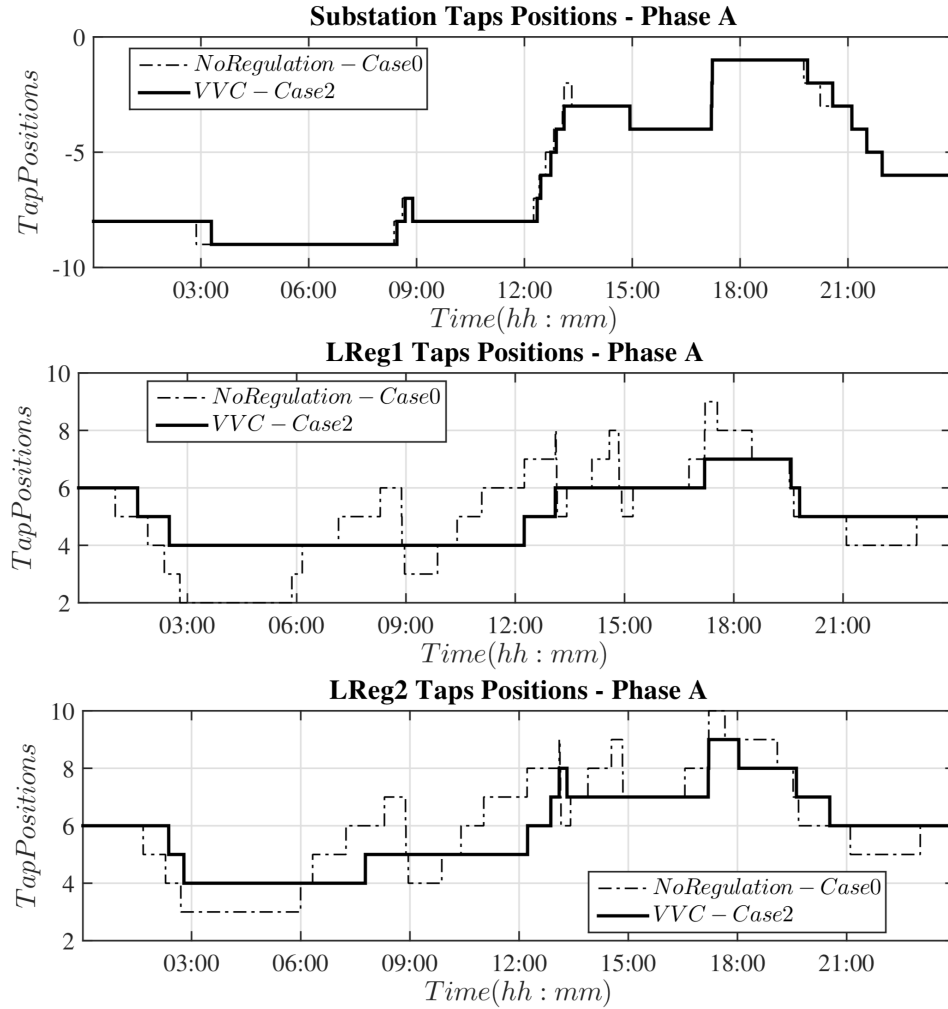 Substation Taps Positions - Phase A
TapPositions
0
-5
-10
NoRegulation - Case0
VVC - Case2
03:00 06:00 09:00 12:00 15:00 18:00 21:00
Time(hh : mm)
LReg1 Taps Positions - Phase A
TapPositions
10
8
6
4
2
NoRegulation - Case0
VVC - Case2
03:00 06:00 09:00 12:00 15:00 18:00 21:00
Time(hh : mm)
LReg2 Taps Positions - Phase A
TapPositions
10
8
6
4
2
NoRegulation - Case0
VVC - Case2
03:00 06:00 09:00 12:00 15:00 18:00 21:00
Time(hh : mm)